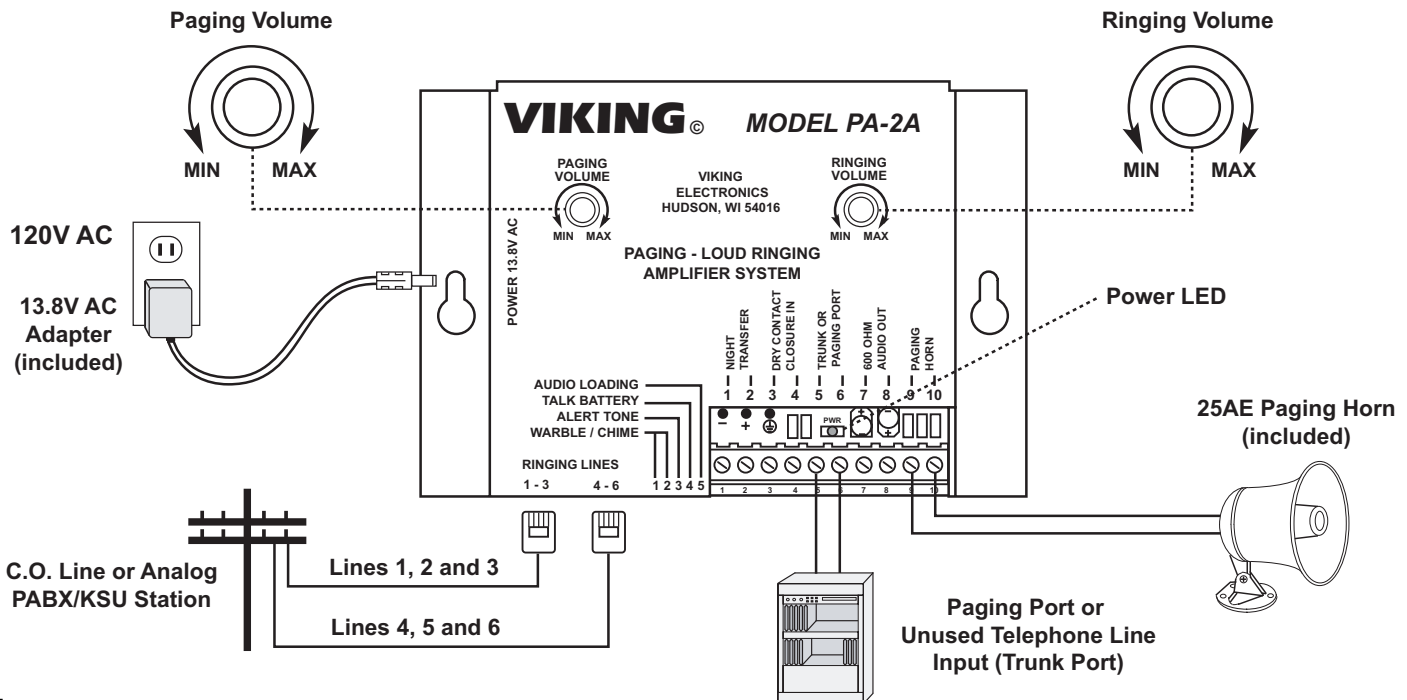 Paging Volume
MIN
MAX
Ringing Volume
MIN
MAX
VIKING ©
MODEL PA-2A
PAGING
VOLUME
MIN
MAX
VIKING
ELECTRONICS
HUDSON, WI 54016
RINGING
VOLUME
MIN
MAX
POWER 13.8V AC
PAGING - LOUD RINGING
AMPLIFIER SYSTEM
120V AC
13.8V AC
Adapter
(included)
Power LED
NIGHT
TRANSFER
DRY CONTACT
CLOSURE IN
TRUNK OR
PAGING PORT
600 OHM
AUDIO OUT
PAGING
HORN
1 2 3 4 5 6 7 8 9 10
AUDIO LOADING
TALK BATTERY
ALERT TONE
WARBLE / CHIME
RINGING LINES
1 - 3
4 - 6
1 2 3 4 5
− + PWR + − − +
1 2 3 4 5 6 7 8 9 10
25AE Paging Horn
(included)
C.O. Line or Analog
PABX/KSU Station
Lines 1, 2 and 3
Lines 4, 5 and 6
Paging Port or
Unused Telephone Line
Input (Trunk Port)